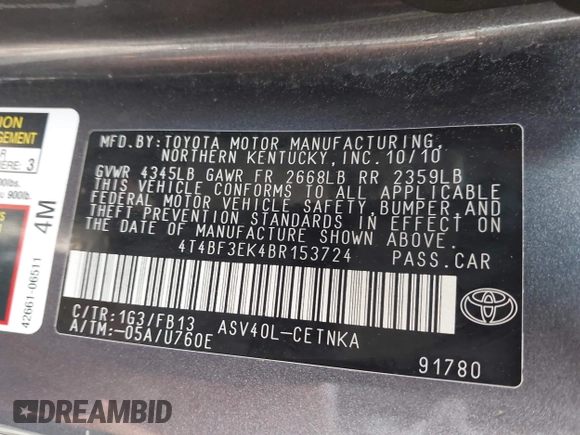 MFD.BY:TOYOTA MOTOR MANUFACTURING,
NORTHERN KENTUCKY,INC.10/10
GVWR 4345LB GAWR FR 2668LB RR 2359LB
THIS VEHICLE CONFORMS TO ALL APPLICABLE
FEDERAL MOTOR VEHICLE SAFETY,BUMPER,AND
THEFT PREVENTION STANDARDS IN EFFECT ON
THE DATE OF MANUFACTURE SHOWN ABOVE.
4T4BF3EK4BR153724 PASS.CAR
C/TR:1G3/FB13 ASV40L-CETNKA
A/TM:-05A/U760E
91780
3
900lb.
4M
42661-06511
DREAMBID